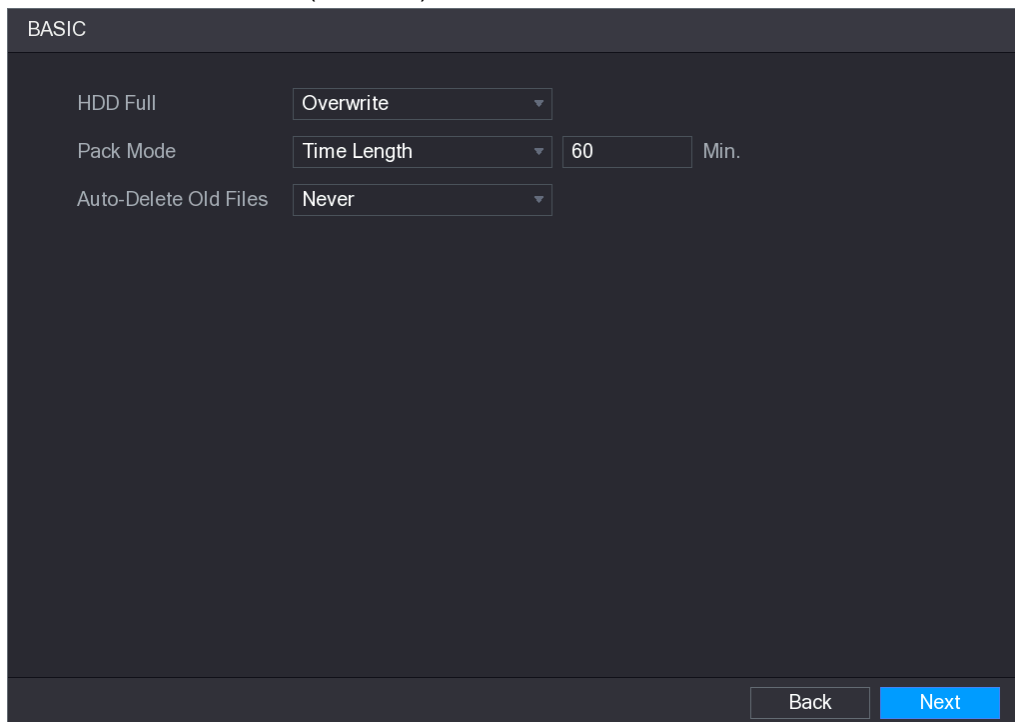 BASIC
HDD Full Overwrite
Pack Mode Time Length 60 Min.
Auto-Delete Old Files Never
Back Next